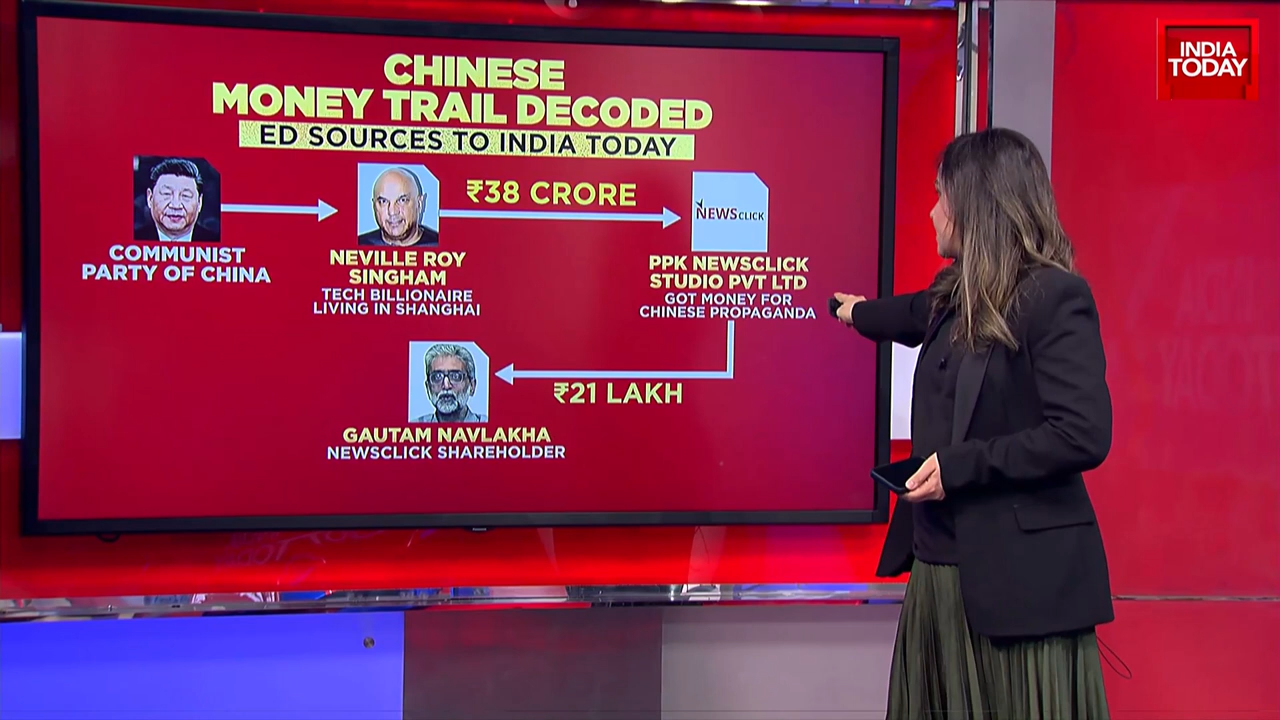 CHINESE
MONEY TRAIL DECODED
ED SOURCES TO INDIA TODAY
INDIA
TODAY
₹38 CRORE
NEWSCLICK
COMMUNIST
PARTY OF CHINA
NEVILLE ROY
SINGHAM
TECH BILLIONAIRE
LIVING IN SHANGHAI
PPK NEWSCLICK
STUDIO PVT LTD
GOT MONEY FOR
CHINESE PROPAGANDA
₹21 LAKH
GAUTAM NAVLAKHA
NEWSCLICK SHAREHOLDER